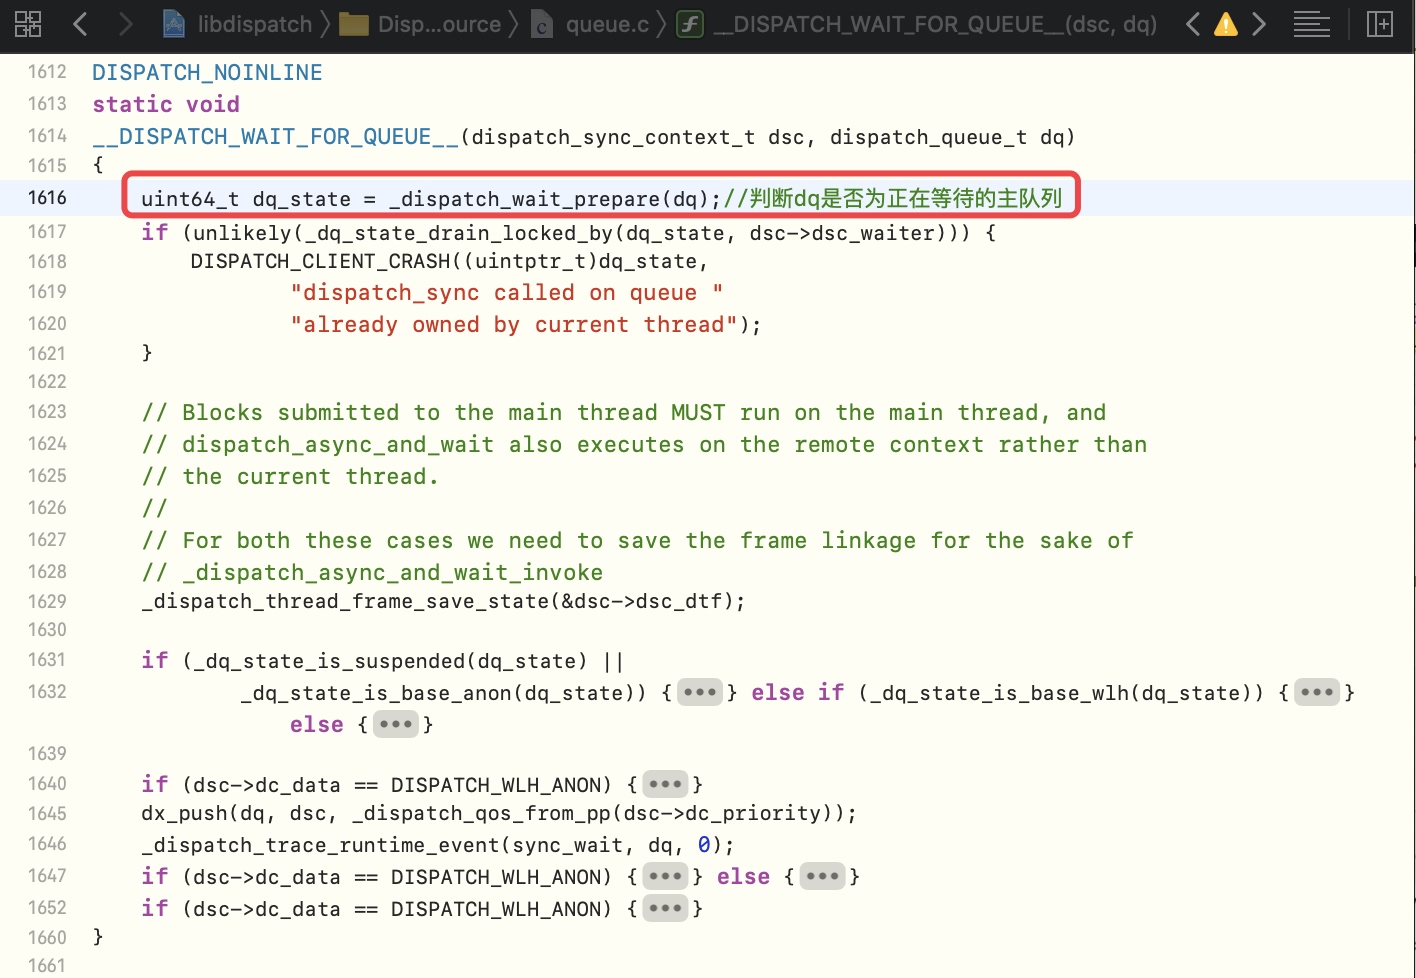 libdispatch Disp...ource queue.c f __DISPATCH_WAIT_FOR_QUEUE__(dsc, dq)
1612 DISPATCH_NOINLINE
1613 static void
1614 __DISPATCH_WAIT_FOR_QUEUE__(dispatch_sync_context_t dsc, dispatch_queue_t dq)
1615 {
1616 uint64_t dq_state = _dispatch_wait_prepare(dq);//判断dq是否为正在等待的主队列
1617 if (unlikely(_dq_state_drain_locked_by(dq_state, dsc->dsc_waiter))) {
1618 DISPATCH_CLIENT_CRASH((uintptr_t)dq_state,
1619 "dispatch_sync called on queue "
1620 "already owned by current thread");
1621 }
1622
1623 // Blocks submitted to the main thread MUST run on the main thread, and
1624 // dispatch_async_and_wait also executes on the remote context rather than
1625 // the current thread.
1626 //
1627 // For both these cases we need to save the frame linkage for the sake of
1628 // _dispatch_async_and_wait_invoke
1629 _dispatch_thread_frame_save_state(&dsc->dsc_dtf);
1630
1631 if (_dq_state_is_suspended(dq_state) ||
1632 _dq_state_is_base_anon(dq_state)) {•••} else if (_dq_state_is_base_wlh(dq_state)) {•••}
else {•••}
1639
1640 if (dsc->dc_data == DISPATCH_WLH_ANON) {•••}
1645 dx_push(dq, dsc, _dispatch_qos_from_pp(dsc->dc_priority));
1646 _dispatch_trace_runtime_event(sync_wait, dq, 0);
1647 if (dsc->dc_data == DISPATCH_WLH_ANON) {•••} else {•••}
1652 if (dsc->dc_data == DISPATCH_WLH_ANON) {•••}
1660 }
1661